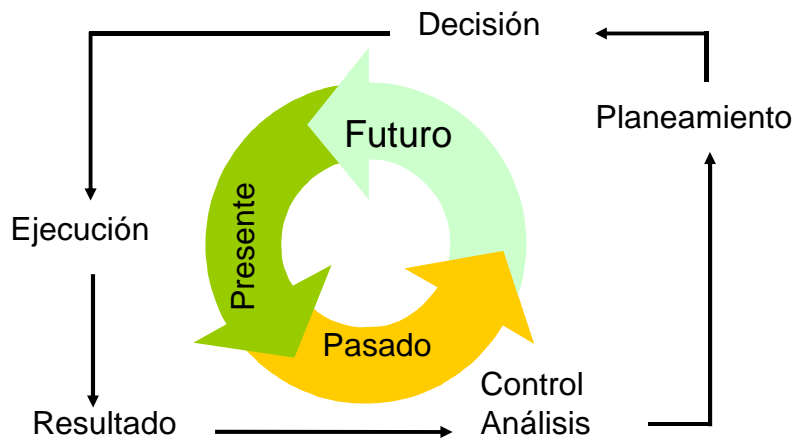 Decisión
Planeamiento
Futuro
Presente
Ejecución
Pasado
Control
Análisis
Resultado